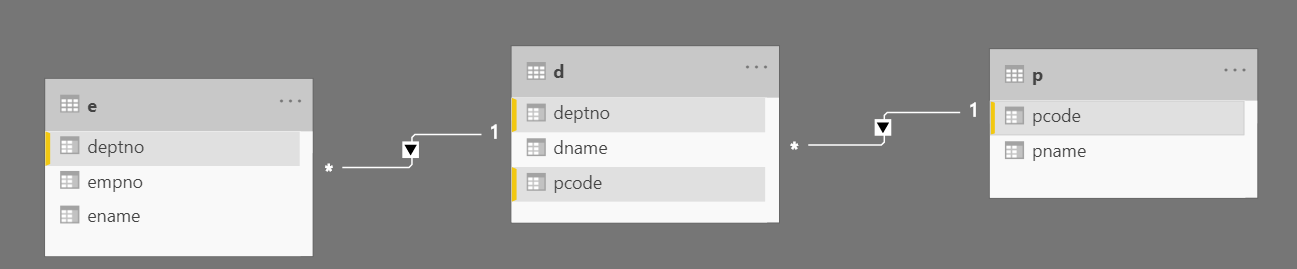 e
...
deptno
empno
ename
*
1
d
...
deptno
dname
pcode
*
1
p
...
pcode
pname